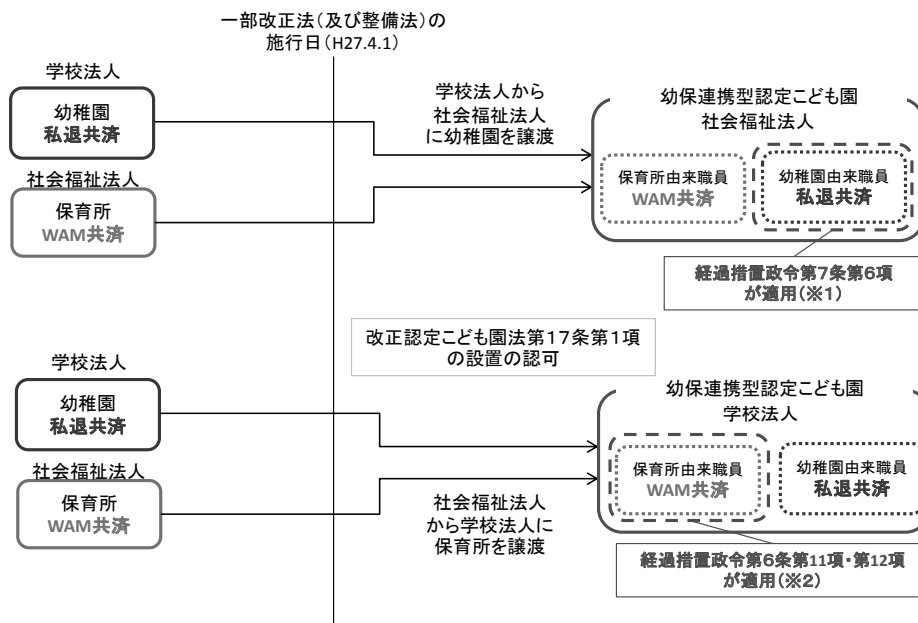 一部改正法(及び整備法)の
施行日(H27.4.1)
学校法人
幼稚園
私退共済
社会福祉法人
保育所
WAM共済
学校法人から
社会福祉法人
に幼稚園を譲渡
幼保連携型認定こども園
社会福祉法人
保育所由来職員
WAM共済
幼稚園由来職員
私退共済
経過措置政令第7条第6項
が適用(※1)
改正認定こども園法第17条第1項
の設置の認可
学校法人
幼稚園
私退共済
社会福祉法人
保育所
WAM共済
社会福祉法人
から学校法人に
保育所を譲渡
幼保連携型認定こども園
学校法人
保育所由来職員
WAM共済
幼稚園由来職員
私退共済
経過措置政令第6条第11項・第12項
が適用(※2)